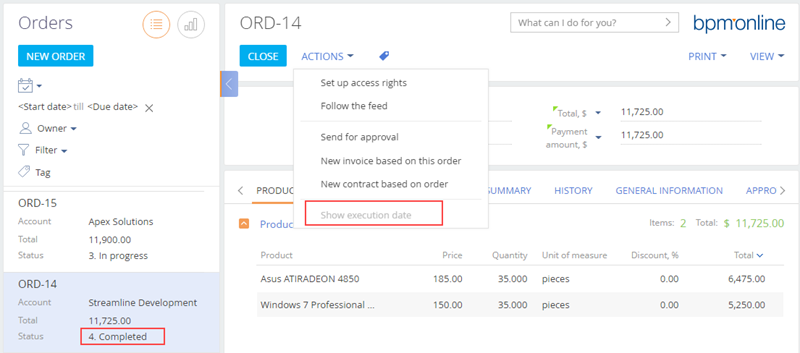 Orders
NEW ORDER
<Start date> till <Due date>
Owner
Filter
Tag
ORD-15
Account Apex Solutions
Total 11,900.00
Status 3. In progress
ORD-14
Account Streamline Development
Total 11,725.00
Status 4. Completed
ORD-14
What can I do for you?
bpm'online
CLOSE ACTIONS PRINT VIEW
Set up access rights
Follow the feed
Send for approval
New invoice based on this order
New contract based on order
Show execution date
Total, $ 11,725.00
Payment amount, $ 11,725.00
PRODUC SUMMARY HISTORY GENERAL INFORMATION APPRO
Produc Items: 2 Total: $ 11,725.00
Product Price Quantity Unit of measure Discount, % Total
Asus ATIRADEON 4850 185.00 35.000 pieces 0.00 6,475.00
Windows 7 Professional ... 150.00 35.000 pieces 0.00 5,250.00